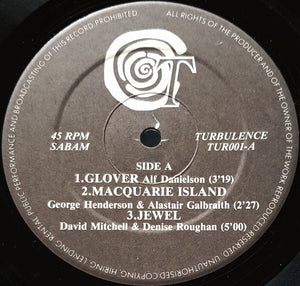 ALL RIGHTS OF THE PRODUCER AND OF THE OWNER OF THE WORK REPRODUCED RESERVED. UNAUTHORISED COPYING, HIRING, LENDING, RENTAL, PUBLIC PERFORMANCE AND BROADCASTING OF THIS RECORD PROHIBITED.
T
45 RPM
SABAM
TURBULENCE
TUR001-A
SIDE A
1.GLOVER Alf Danielson (3'19)
2.MACQUARIE ISLAND
George Henderson & Alastair Galbraith (2'27)
3.JEWEL
David Mitchell & Denise Roughan (5'00)